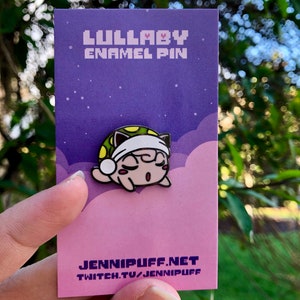 LULLABY
ENAMEL PIN
JENNIPUFF.NET
TWITCH.TV/JENNIPUFF